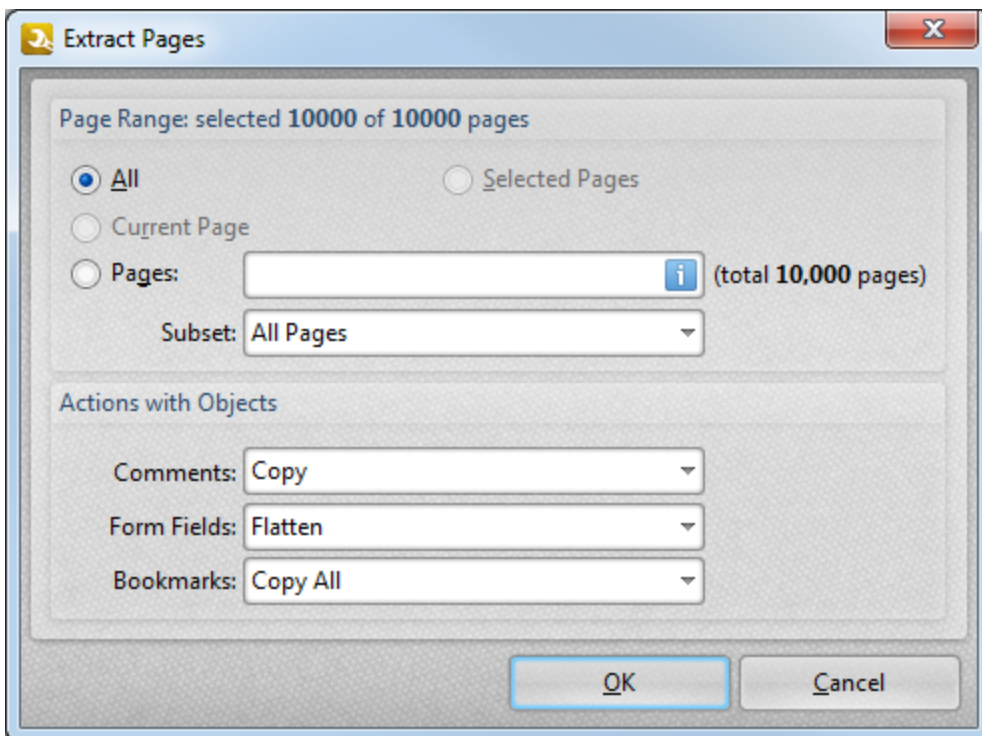 Extract Pages
Page Range: selected 10000 of 10000 pages
All
Selected Pages
Current Page
Pages:
i
(total 10,000 pages)
Subset: All Pages
Actions with Objects
Comments: Copy
Form Fields: Flatten
Bookmarks: Copy All
OK
Cancel